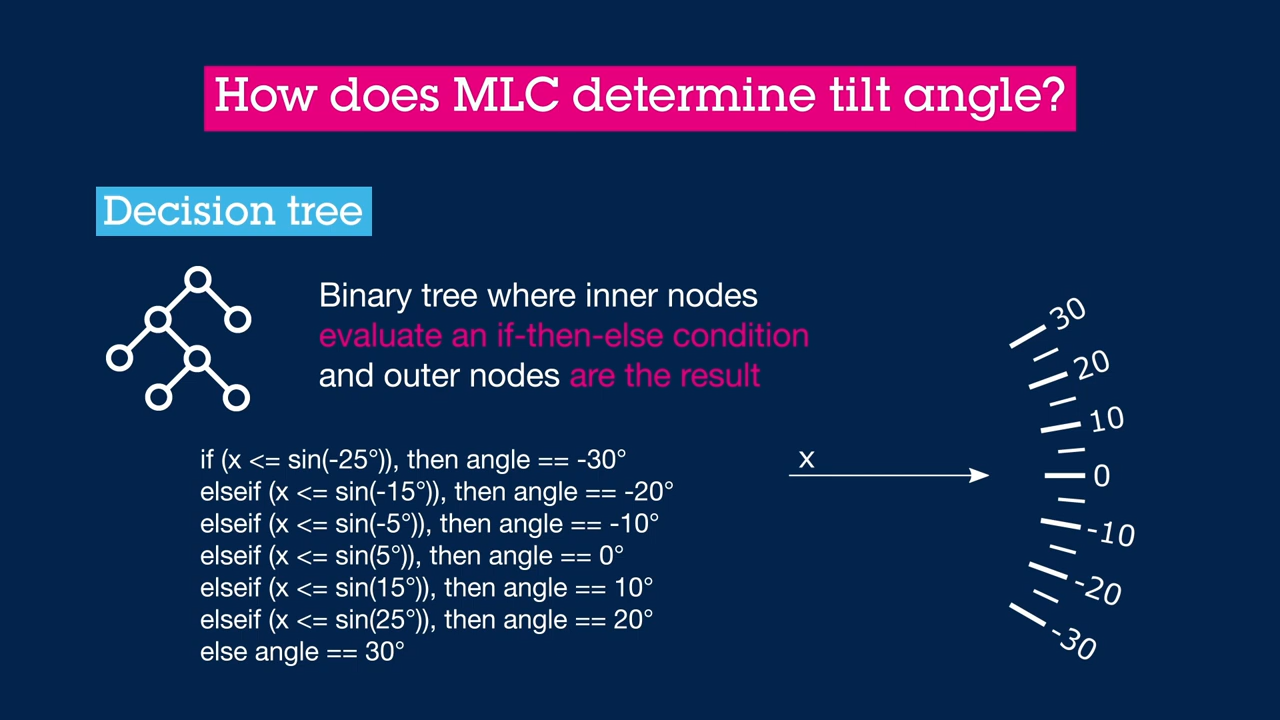 How does MLC determine tilt angle?
Decision tree
Binary tree where inner nodes
evaluate an if-then-else condition
and outer nodes are the result
if (x <= sin(-25°)), then angle == -30°
elseif (x <= sin(-15°)), then angle == -20°
elseif (x <= sin(-5°)), then angle == -10°
elseif (x <= sin(5°)), then angle == 0°
elseif (x <= sin(15°)), then angle == 10°
elseif (x <= sin(25°)), then angle == 20°
else angle == 30°
x
30
20
10
0
-10
-20
-30